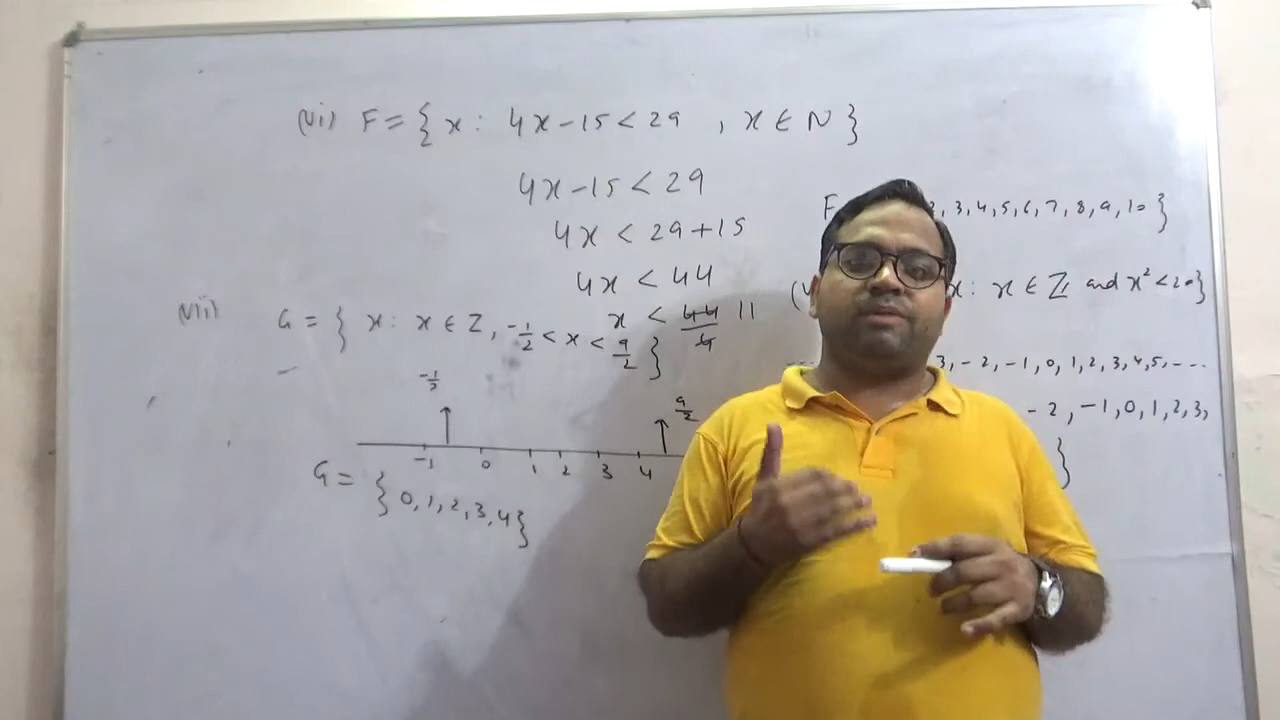 (vi) F = { x : 4x - 15 < 29 , x ∈ N }
4x - 15 < 29
4x < 29 + 15
4x < 44
x < 44/4 11
F 2, 3, 4, 5, 6, 7, 8, 9, 10 }
x : x ∈ Z and x² < 20 }
3, -2, -1, 0, 1, 2, 3, 4, 5, ---
- 2, -1, 0, 1, 2, 3,
}
(vii) G = { x : x ∈ Z, -1/2 < x < 9/2 }
-1/2 9/2
-1 0 1 2 3 4
G = { 0, 1, 2, 3, 4 }